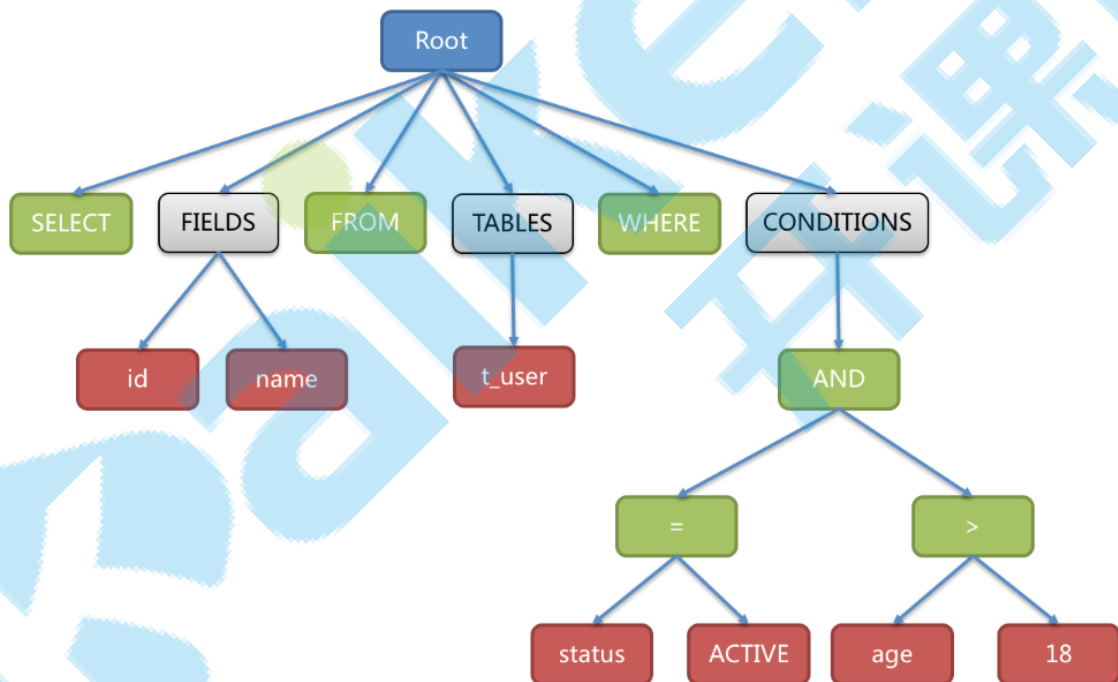 Root
SELECT
FIELDS
FROM
TABLES
WHERE
CONDITIONS
id
name
t_user
AND
=
>
status
ACTIVE
age
18